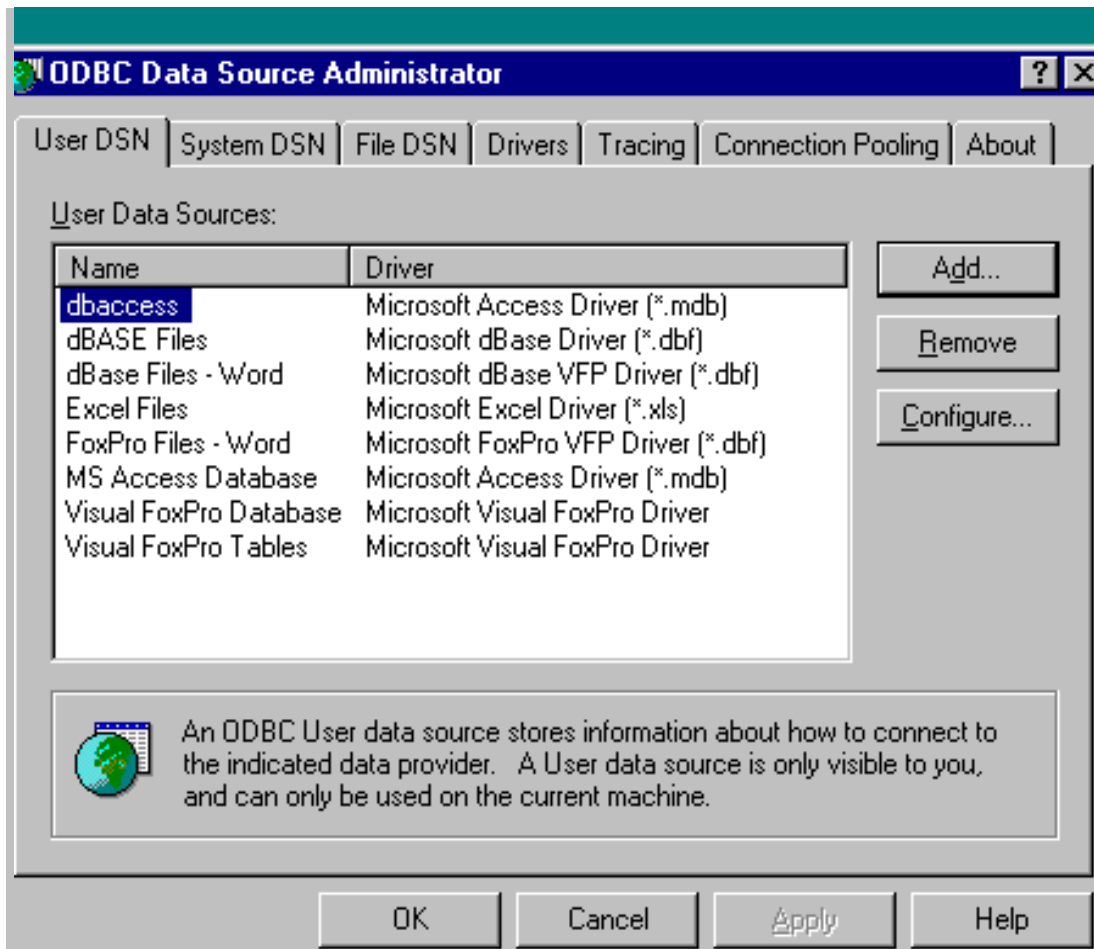 ODBC Data Source Administrator
User DSN System DSN File DSN Drivers Tracing Connection Pooling About
User Data Sources:
Name Driver
dbaccess Microsoft Access Driver (*.mdb)
dBASE Files Microsoft dBase Driver (*.dbf)
dBase Files - Word Microsoft dBase VFP Driver (*.dbf)
Excel Files Microsoft Excel Driver (*.xls)
FoxPro Files - Word Microsoft FoxPro VFP Driver (*.dbf)
MS Access Database Microsoft Access Driver (*.mdb)
Visual FoxPro Database Microsoft Visual FoxPro Driver
Visual FoxPro Tables Microsoft Visual FoxPro Driver
Add...
Remove
Configure...
An ODBC User data source stores information about how to connect to
the indicated data provider. A User data source is only visible to you,
and can only be used on the current machine.
OK Cancel Apply Help